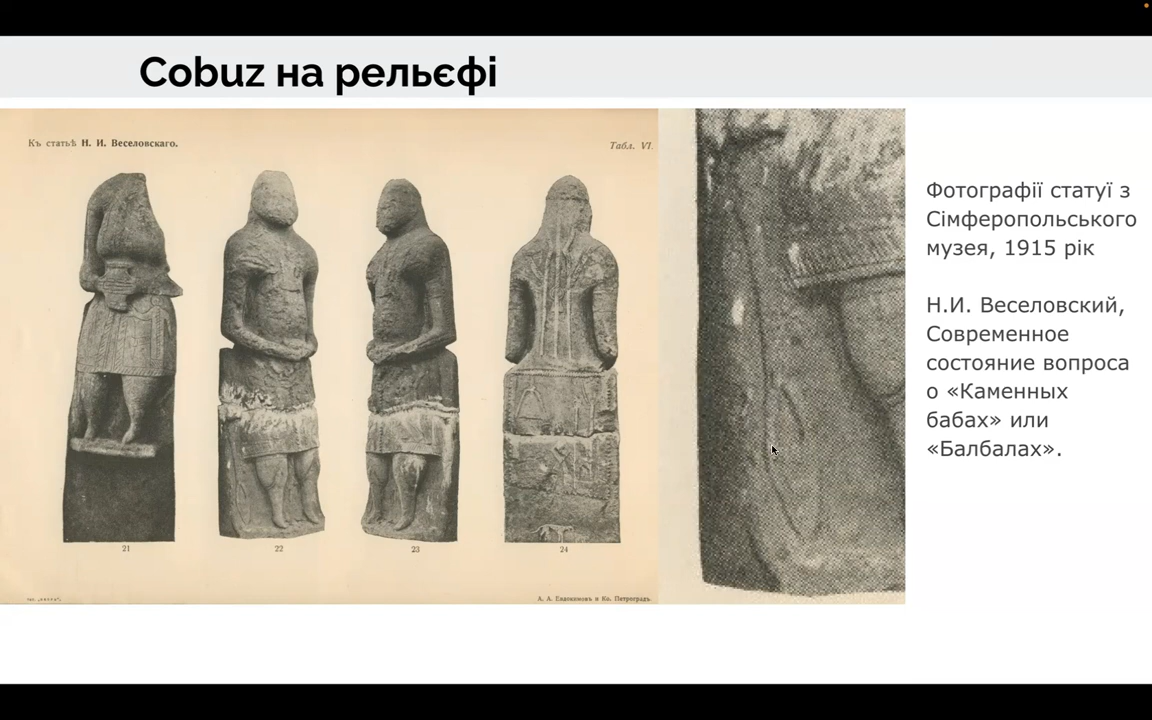 Cobuz на рельєфі
Къ статьѣ Н. И. Веселовскаго.
Табл. VI.
21
22
23
24
А. А. Евдокимовъ и Ко. Петроградъ.
Фотографії статуї з
Сімферопольського
музея, 1915 рік
Н.И. Веселовский,
Современное
состояние вопроса
о «Каменных
бабах» или
«Балбалах».